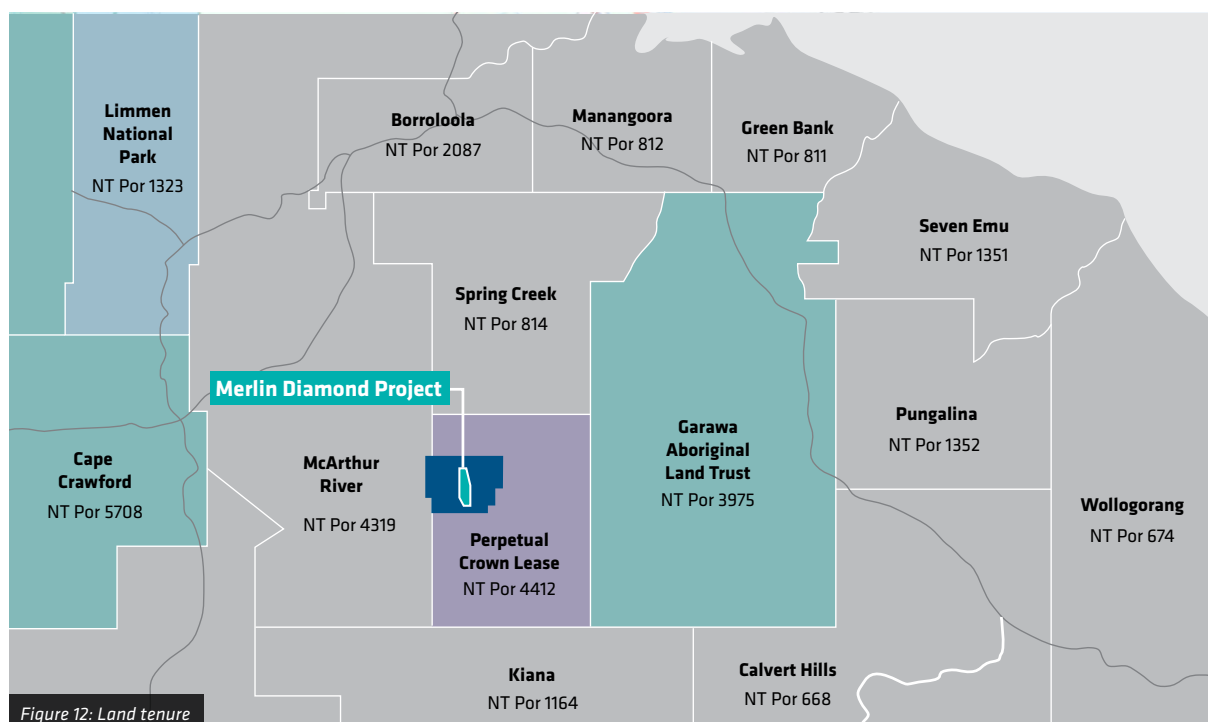 Limmen
National
Park
NT Por 1323
Borroloola
NT Por 2087
Manangoora
NT Por 812
Green Bank
NT Por 811
Seven Emu
NT Por 1351
Spring Creek
NT Por 814
Merlin Diamond Project
Cape
Crawford
NT Por 5708
McArthur
River
NT Por 4319
Garawa
Aboriginal
Land Trust
NT Por 3975
Pungalina
NT Por 1352
Wollogorang
NT Por 674
Perpetual
Crown Lease
NT Por 4412
Kiana
NT Por 1164
Calvert Hills
NT Por 668
Figure 12: Land tenure